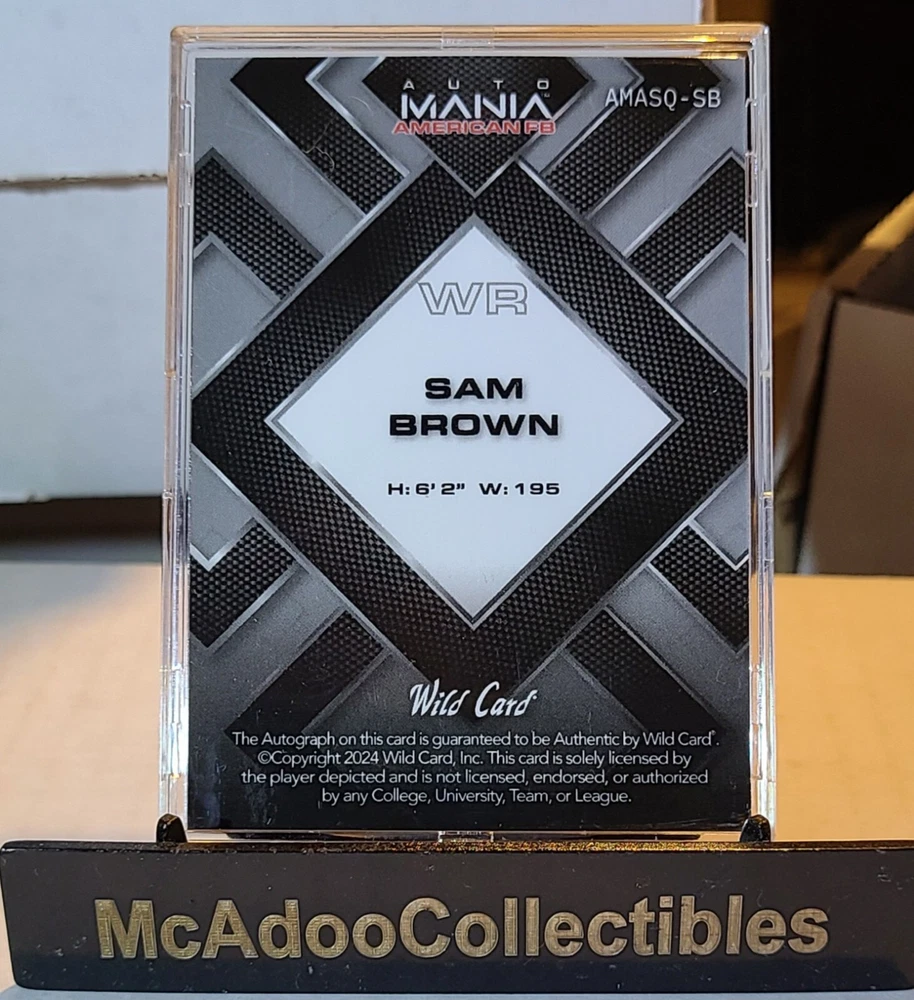 AUTO
MANIA™
AMERICAN FB
AMASQ-SB
WR
SAM
BROWN
H: 6' 2" W: 195
Wild Card®
The Autograph on this card is guaranteed to be Authentic by Wild Card®.
©Copyright 2024 Wild Card, Inc. This card is solely licensed by
the player depicted and is not licensed, endorsed, or authorized
by any College, University, Team, or League.
McAdooCollectibles